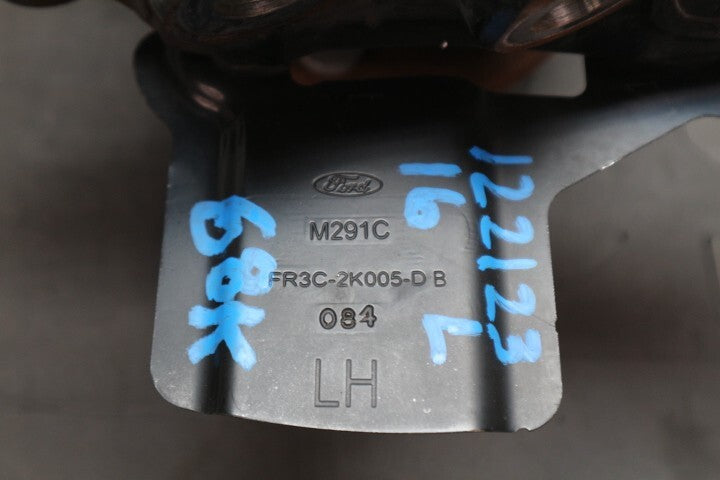 Ford
M291C
FR3C-2K005-D B
084
LH
68K
16
L
122123